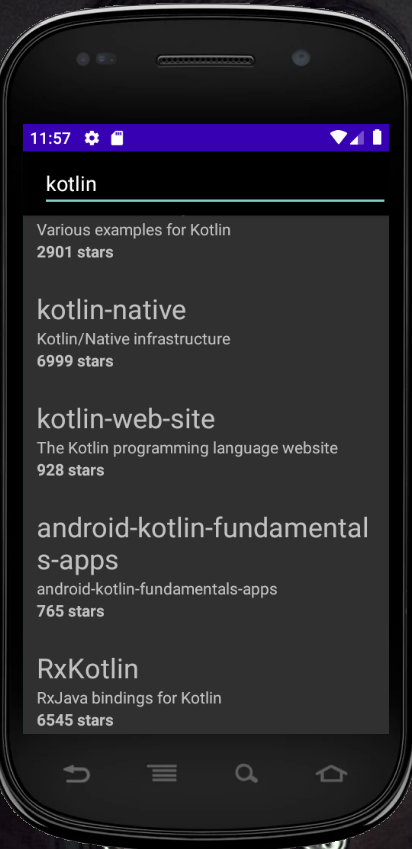 11:57
kotlin
Various examples for Kotlin
2901 stars
kotlin-native
Kotlin/Native infrastructure
6999 stars
kotlin-web-site
The Kotlin programming language website
928 stars
android-kotlin-fundamental
s-apps
android-kotlin-fundamentals-apps
765 stars
RxKotlin
RxJava bindings for Kotlin
6545 stars